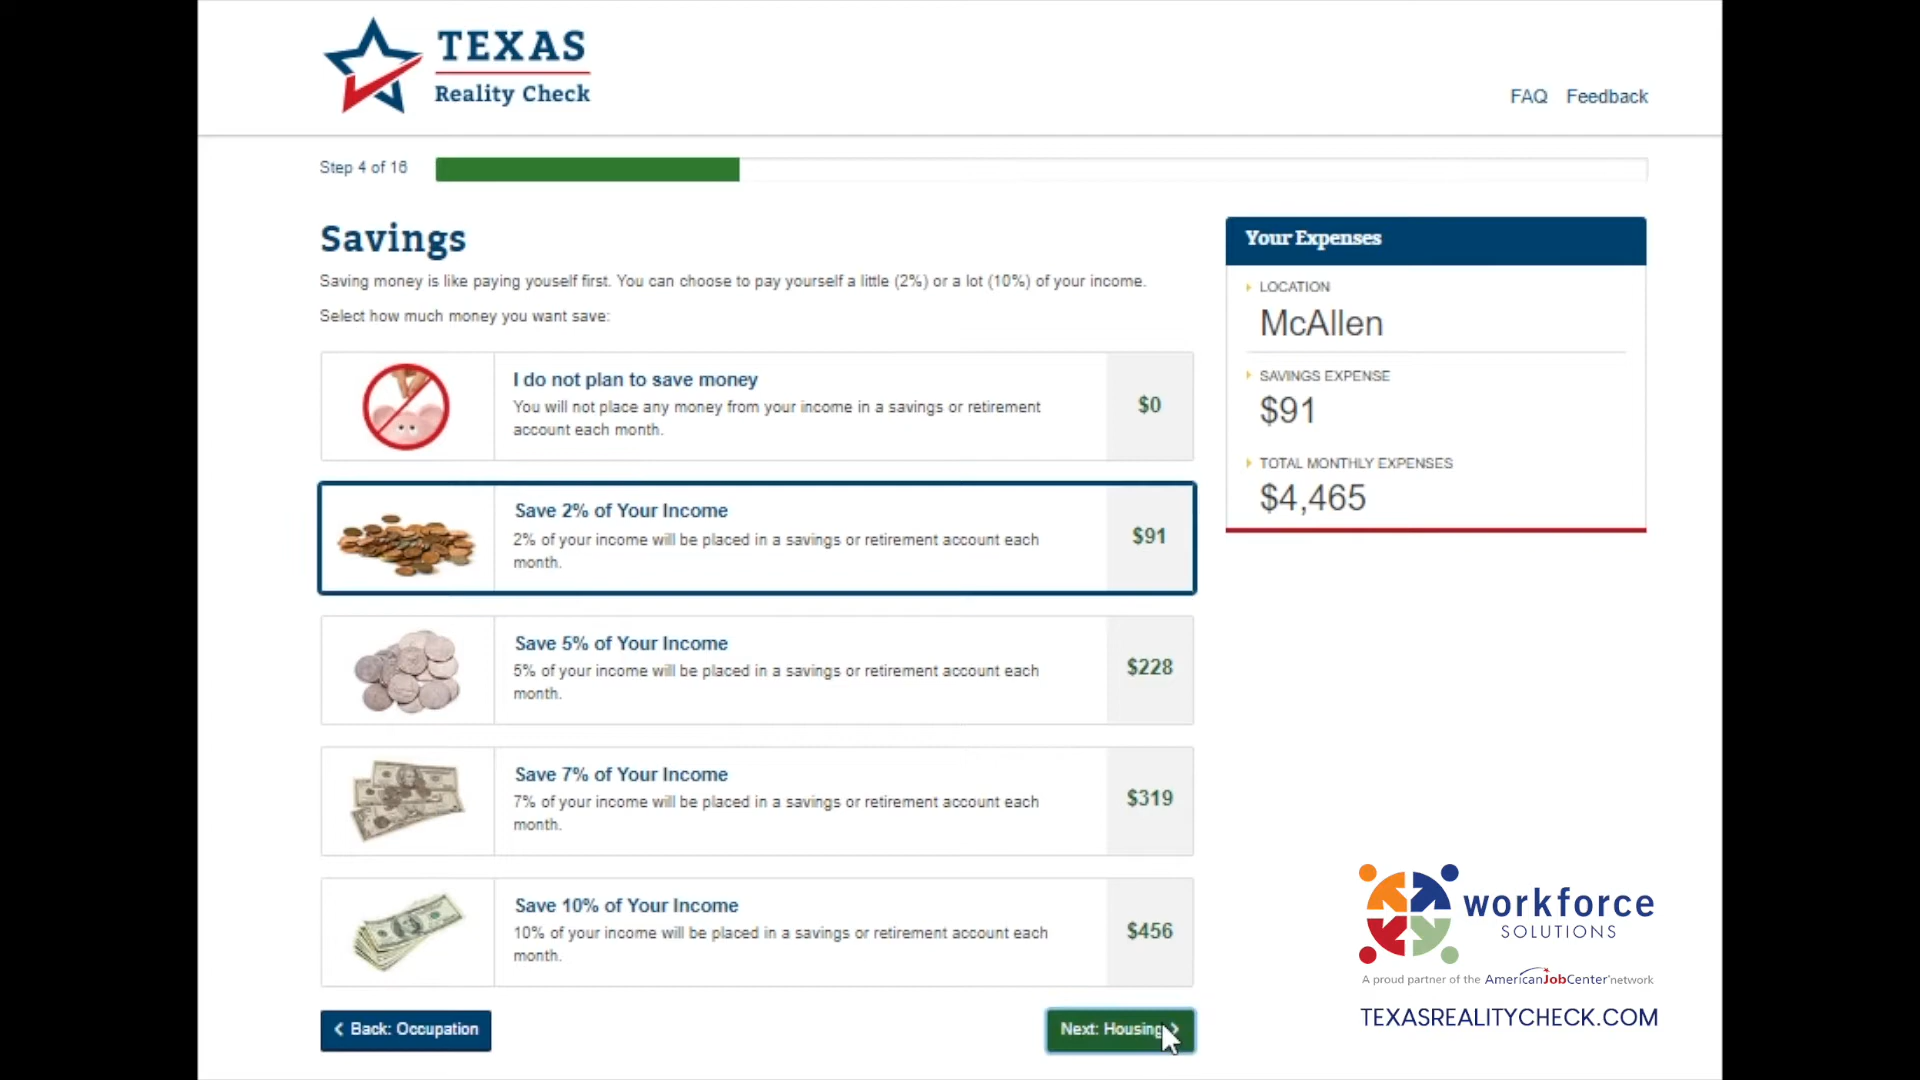 TEXAS
Reality Check
FAQ Feedback
Step 4 of 16
Savings
Saving money is like paying youself first. You can choose to pay yourself a little (2%) or a lot (10%) of your income.
Select how much money you want save:
I do not plan to save money
You will not place any money from your income in a savings or retirement
account each month.
$0
Save 2% of Your Income
2% of your income will be placed in a savings or retirement account each
month.
$91
Save 5% of Your Income
5% of your income will be placed in a savings or retirement account each
month.
$228
Save 7% of Your Income
7% of your income will be placed in a savings or retirement account each
month.
$319
Save 10% of Your Income
10% of your income will be placed in a savings or retirement account each
month.
$456
Back: Occupation
Next: Housing
Your Expenses
LOCATION
McAllen
SAVINGS EXPENSE
$91
TOTAL MONTHLY EXPENSES
$4,465
workforce
SOLUTIONS
A proud partner of the AmericanJobCenter network
TEXASREALITYCHECK.COM